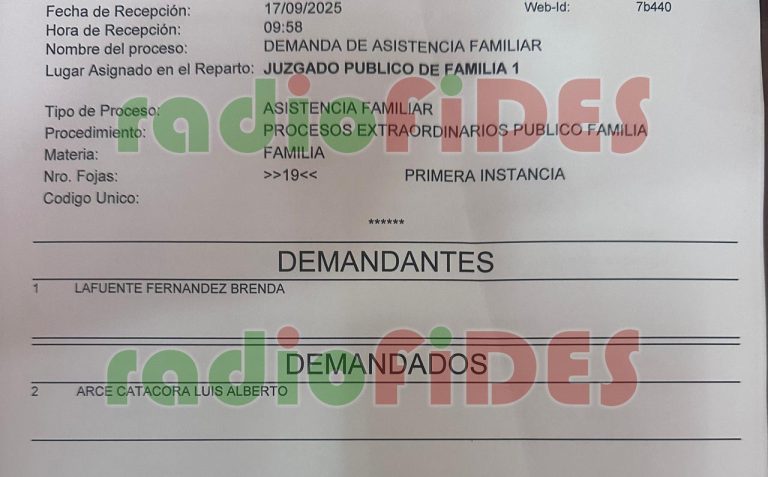 Fecha de Recepción: 17/09/2025 Web-Id: 7b440
Hora de Recepción: 09:58
Nombre del proceso: DEMANDA DE ASISTENCIA FAMILIAR
Lugar Asignado en el Reparto: JUZGADO PUBLICO DE FAMILIA 1
radioFiDES
Tipo de Proceso: ASISTENCIA FAMILIAR
Procedimiento: PROCESOS EXTRAORDINARIOS PUBLICO FAMILIA
Materia: FAMILIA
Nro. Fojas: >>19<< PRIMERA INSTANCIA
Codigo Unico:
******
DEMANDANTES
1 LAFUENTE FERNANDEZ BRENDA
radioFiDES
DEMANDADOS
2 ARCE CATACORA LUIS ALBERTO